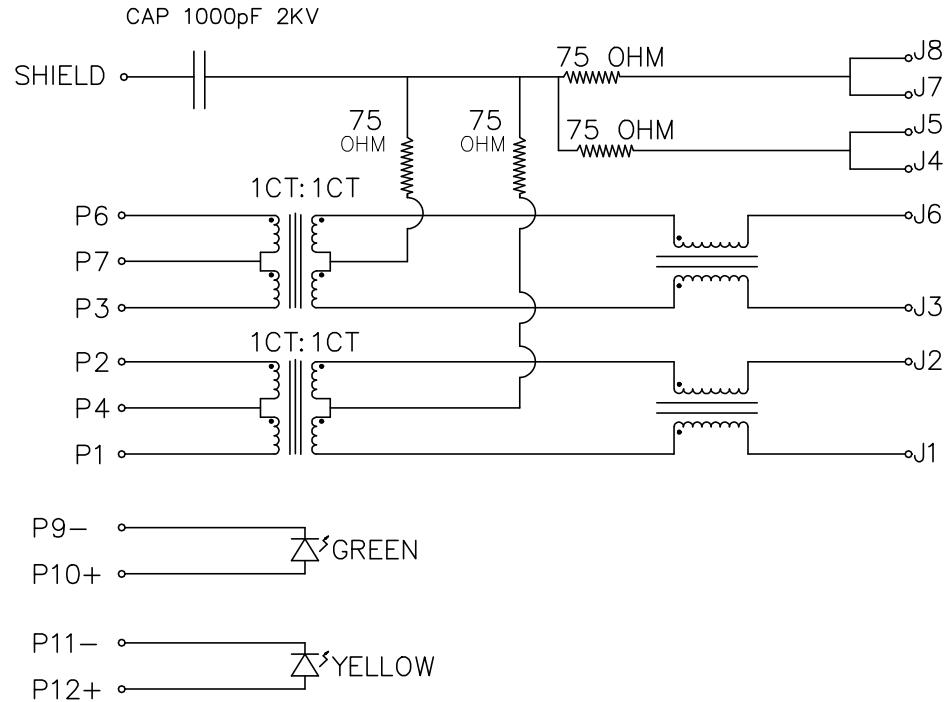 CAP 1000pF 2KV
SHIELD
75 OHM
J8
J7
75
OHM
75
OHM
75 OHM
J5
J4
1CT:1CT
P6
J6
P7
P3
J3
1CT:1CT
P2
J2
P4
P1
J1
P9−
GREEN
P10+
P11−
YELLOW
P12+